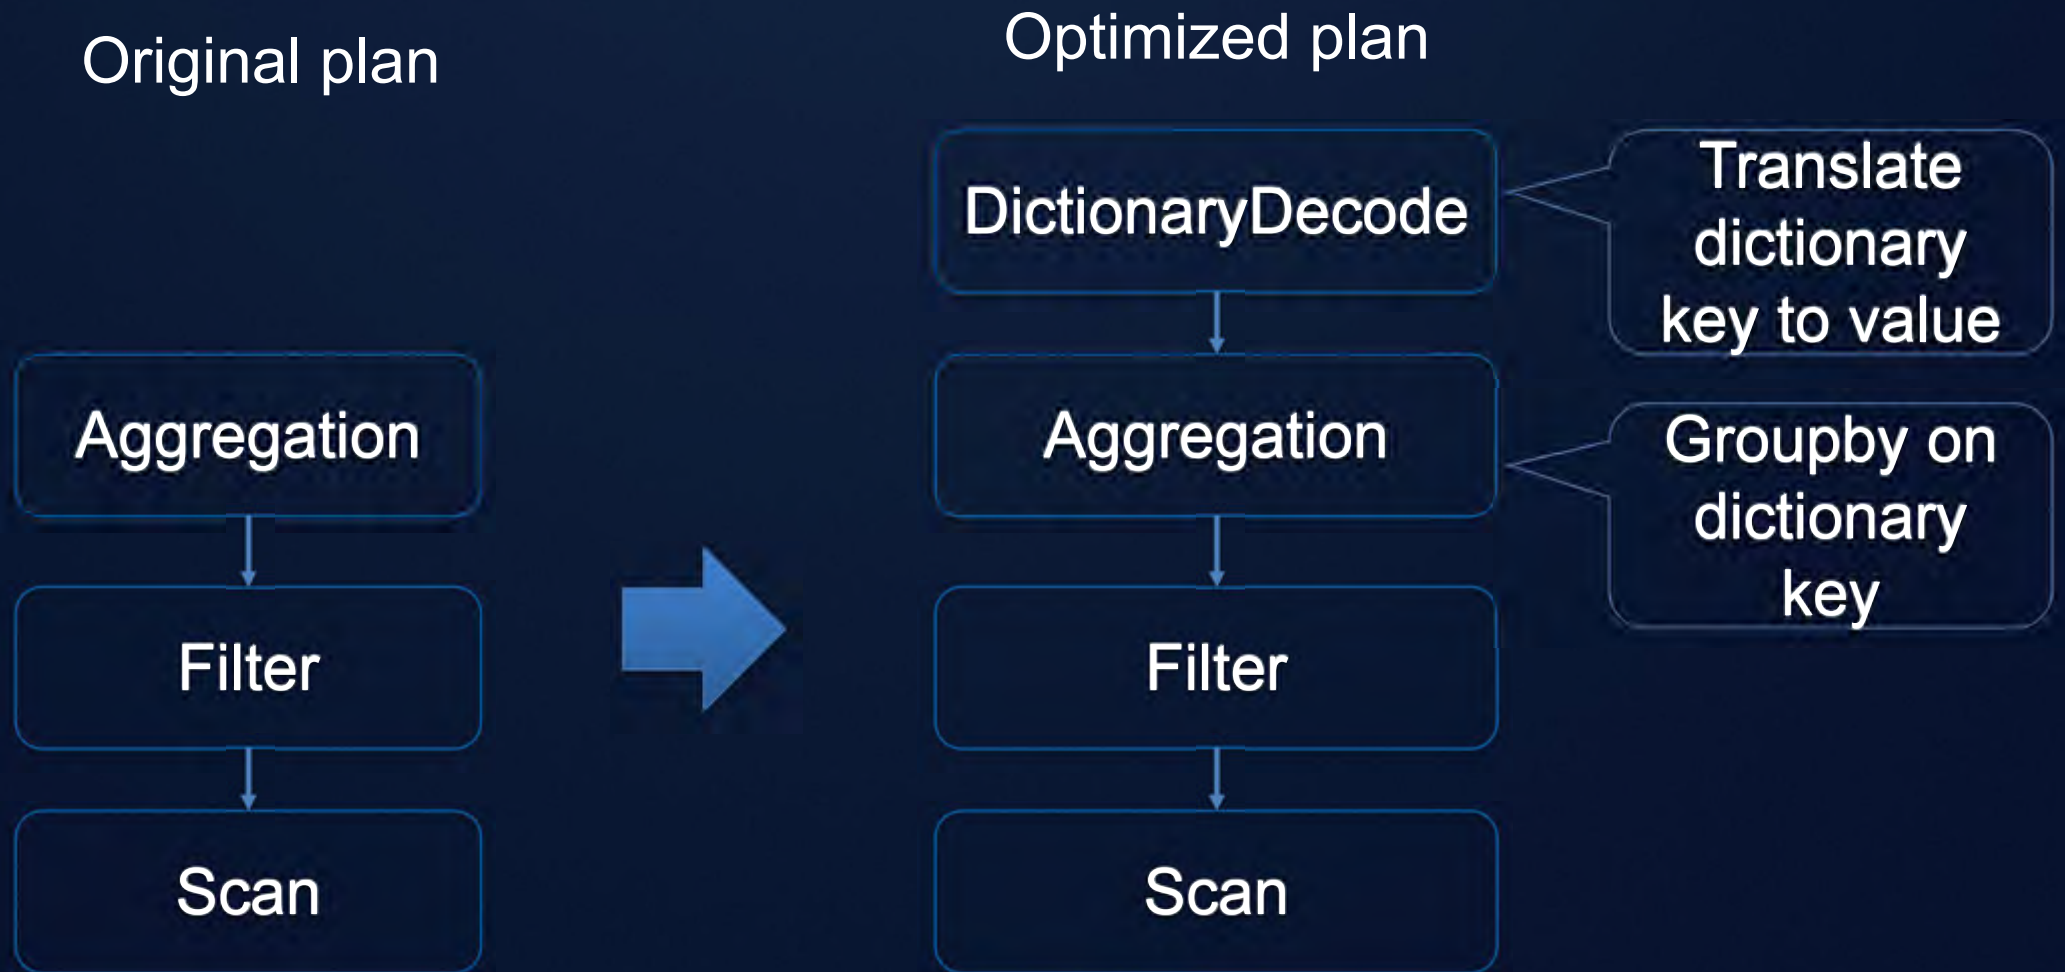 Original plan
Aggregation
Filter
Scan
Optimized plan
DictionaryDecode
Aggregation
Filter
Scan
Translate
dictionary
key to value
Groupby on
dictionary
key